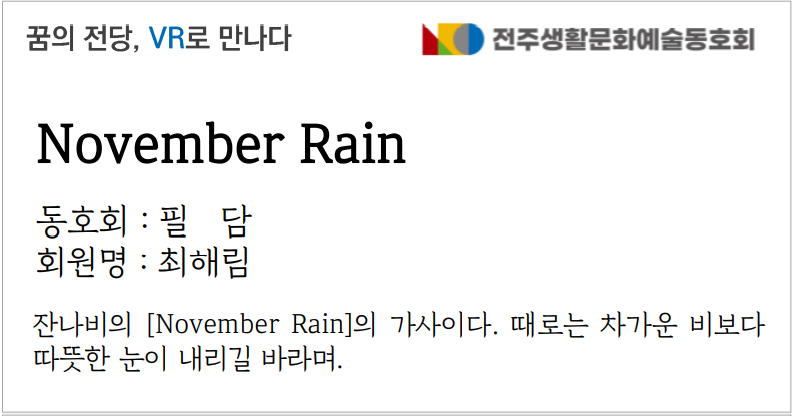 꿈의 전당, VR로 만나다
전주생활문화예술동호회
November Rain
동호회 : 필 담
회원명 : 최해림
잔나비의 [November Rain]의 가사이다. 때로는 차가운 비보다
따뜻한 눈이 내리길 바라며.